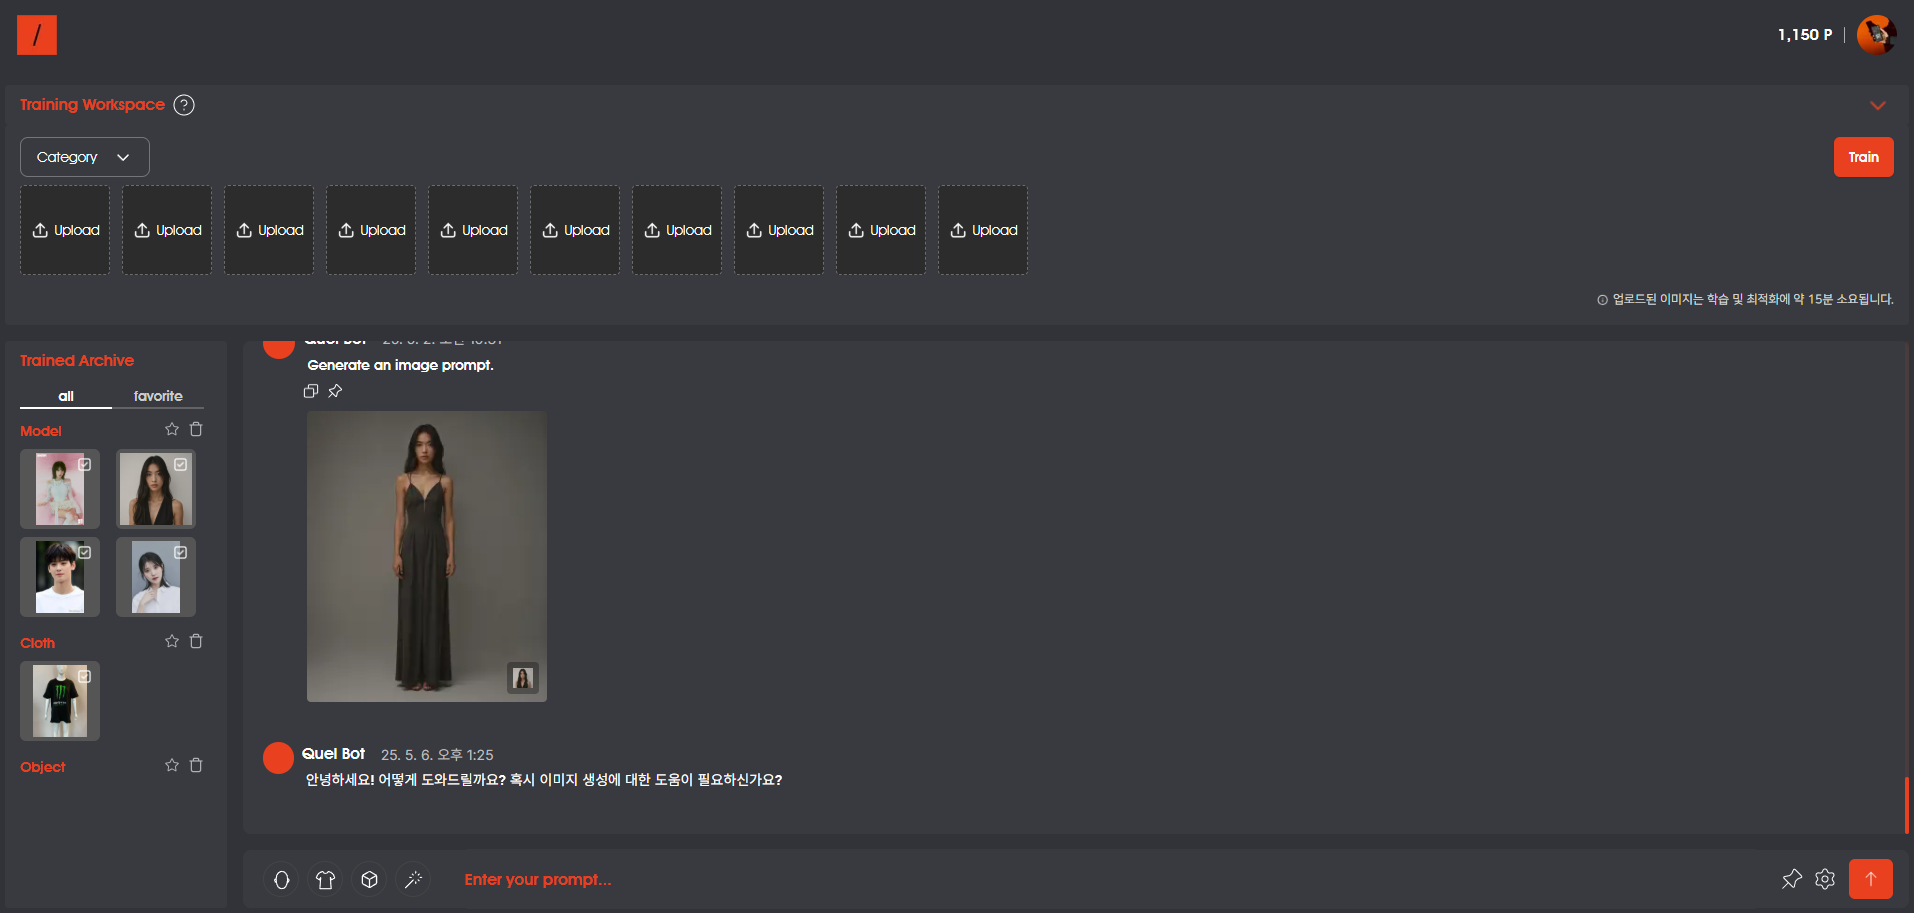 /
1,150 P
Training Workspace ?
Category
Train
Upload Upload Upload Upload Upload Upload Upload Upload Upload Upload
업로드된 이미지는 학습 및 최적화에 약 15분 소요됩니다.
Trained Archive
all favorite
Model
Cloth
Object
Quel Bot
Generate an image prompt.
Quel Bot 25. 5. 6. 오후 1:25
안녕하세요! 어떻게 도와드릴까요? 혹시 이미지 생성에 대한 도움이 필요하신가요?
Enter your prompt...